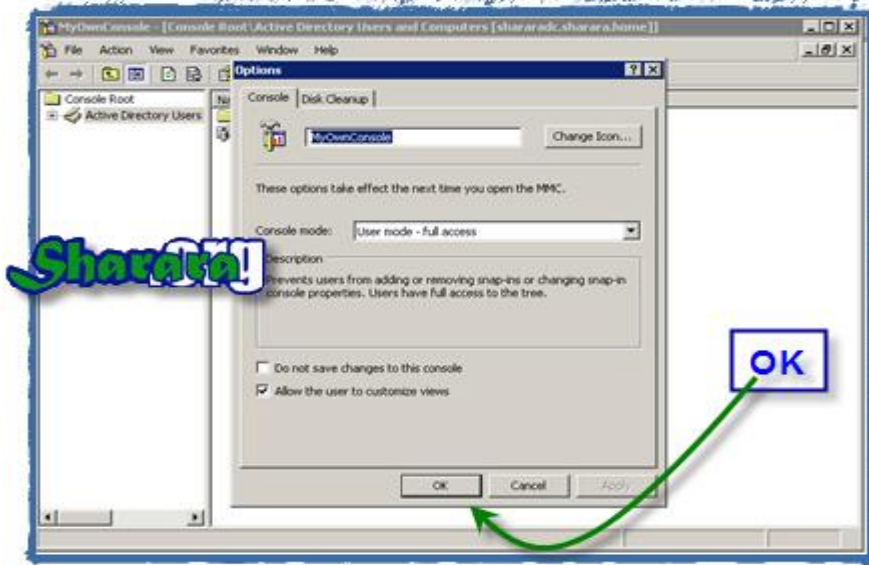 MyOwnConsole - [Console Root\Active Directory Users and Computers [shararadc.sharara.home]]
File Action View Favorites Window Help
Options
Console Root
Active Directory Users
Console Disk Cleanup
MyOwnConsole
Change Icon...
These options take effect the next time you open the MMC.
Console mode: User mode - full access
Description
Prevents users from adding or removing snap-ins or changing snap-in
console properties. Users have full access to the tree.
Do not save changes to this console
Allow the user to customize views
OK Cancel Apply
Sharara.org
OK